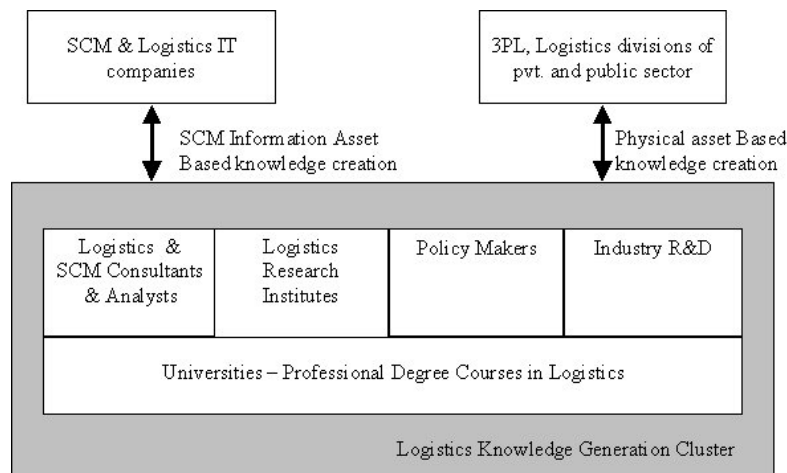 SCM & Logistics IT
companies
3PL, Logistics divisions of
pvt. and public sector
SCM Information Asset
Based knowledge creation
Physical asset Based
knowledge creation
Logistics &
SCM Consultants
& Analysts
Logistics
Research
Institutes
Policy Makers
Industry R&D
Universities – Professional Degree Courses in Logistics
Logistics Knowledge Generation Cluster